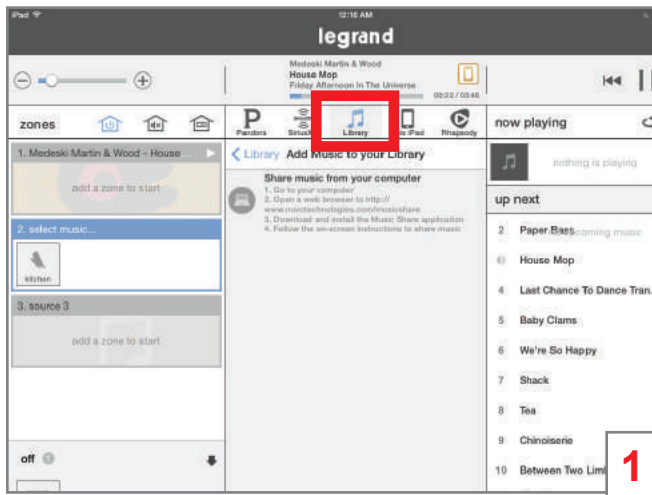 iPad
12:16 AM
legrand
Medeski Martin & Wood
House Mop
Friday Afternoon In The Universe
00:22 / 03:46
zones
Pandora
Library
Rhapsody
now playing
1. Medeski Martin & Wood - House
add a zone to start
Library Add Music to your Library
Share music from your computer
1. Go to your computer
2. Open a web browser to http://
www.nuvotechnologies.com/musicshare
3. Download and install the Music Share application
4. Follow the on-screen instructions to share music
nothing is playing
up next
2. select music...
kitchen
2 Paper Bass
coming music
House Mop
4 Last Chance To Dance Tran.
3. source 3
add a zone to start
5 Baby Clams
6 We're So Happy
7 Shack
8 Tea
9 Chinoiserie
off
10 Between Two
1